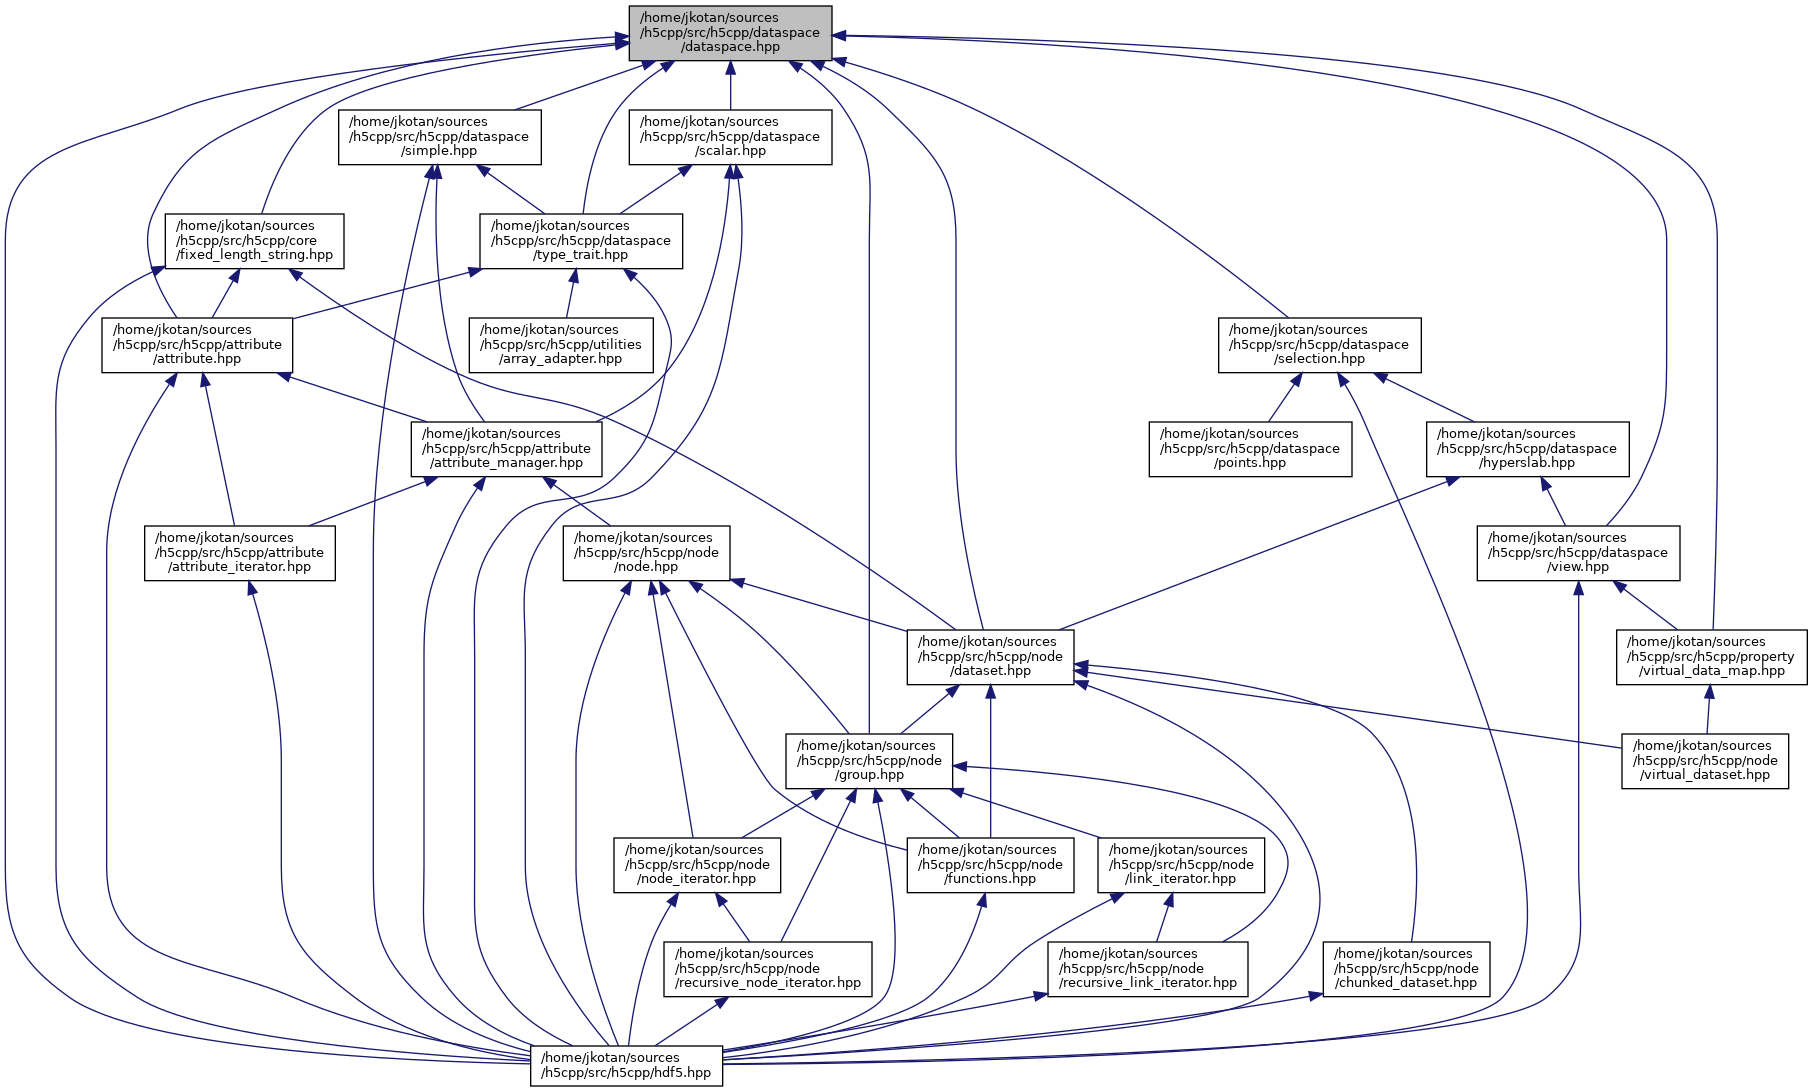 /home/jkotan/sources
/h5cpp/src/h5cpp/dataspace
/dataspace.hpp
/home/jkotan/sources
/h5cpp/src/h5cpp/dataspace
/simple.hpp
/home/jkotan/sources
/h5cpp/src/h5cpp/dataspace
/scalar.hpp
/home/jkotan/sources
/h5cpp/src/h5cpp/core
/fixed_length_string.hpp
/home/jkotan/sources
/h5cpp/src/h5cpp/dataspace
/type_trait.hpp
/home/jkotan/sources
/h5cpp/src/h5cpp/attribute
/attribute.hpp
/home/jkotan/sources
/h5cpp/src/h5cpp/utilities
/array_adapter.hpp
/home/jkotan/sources
/h5cpp/src/h5cpp/dataspace
/selection.hpp
/home/jkotan/sources
/h5cpp/src/h5cpp/attribute
/attribute_manager.hpp
/home/jkotan/sources
/h5cpp/src/h5cpp/dataspace
/points.hpp
/home/jkotan/sources
/h5cpp/src/h5cpp/dataspace
/hyperslab.hpp
/home/jkotan/sources
/h5cpp/src/h5cpp/attribute
/attribute_iterator.hpp
/home/jkotan/sources
/h5cpp/src/h5cpp/node
/node.hpp
/home/jkotan/sources
/h5cpp/src/h5cpp/dataspace
/view.hpp
/home/jkotan/sources
/h5cpp/src/h5cpp/node
/dataset.hpp
/home/jkotan/sources
/h5cpp/src/h5cpp/property
/virtual_data_map.hpp
/home/jkotan/sources
/h5cpp/src/h5cpp/node
/group.hpp
/home/jkotan/sources
/h5cpp/src/h5cpp/node
/virtual_dataset.hpp
/home/jkotan/sources
/h5cpp/src/h5cpp/node
/node_iterator.hpp
/home/jkotan/sources
/h5cpp/src/h5cpp/node
/functions.hpp
/home/jkotan/sources
/h5cpp/src/h5cpp/node
/link_iterator.hpp
/home/jkotan/sources
/h5cpp/src/h5cpp/node
/recursive_node_iterator.hpp
/home/jkotan/sources
/h5cpp/src/h5cpp/node
/recursive_link_iterator.hpp
/home/jkotan/sources
/h5cpp/src/h5cpp/node
/chunked_dataset.hpp
/home/jkotan/sources
/h5cpp/src/h5cpp/hdf5.hpp